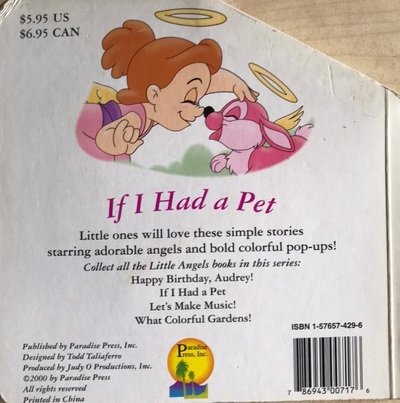 $5.95 US
$6.95 CAN
If I Had a Pet
Little ones will love these simple stories
starring adorable angels and bold colorful pop-ups!
Collect all the Little Angels books in this series:
Happy Birthday, Audrey!
If I Had a Pet
Let's Make Music!
What Colorful Gardens!
ISBN 1-57657-429-6
Published by Paradise Press, Inc.
Designed by Todd Taliaferro
Produced by Judy O Productions, Inc.
©2000 by Paradise Press
All rights reserved
Printed in China
Paradise
Press, Inc.
7 86943 00717 6